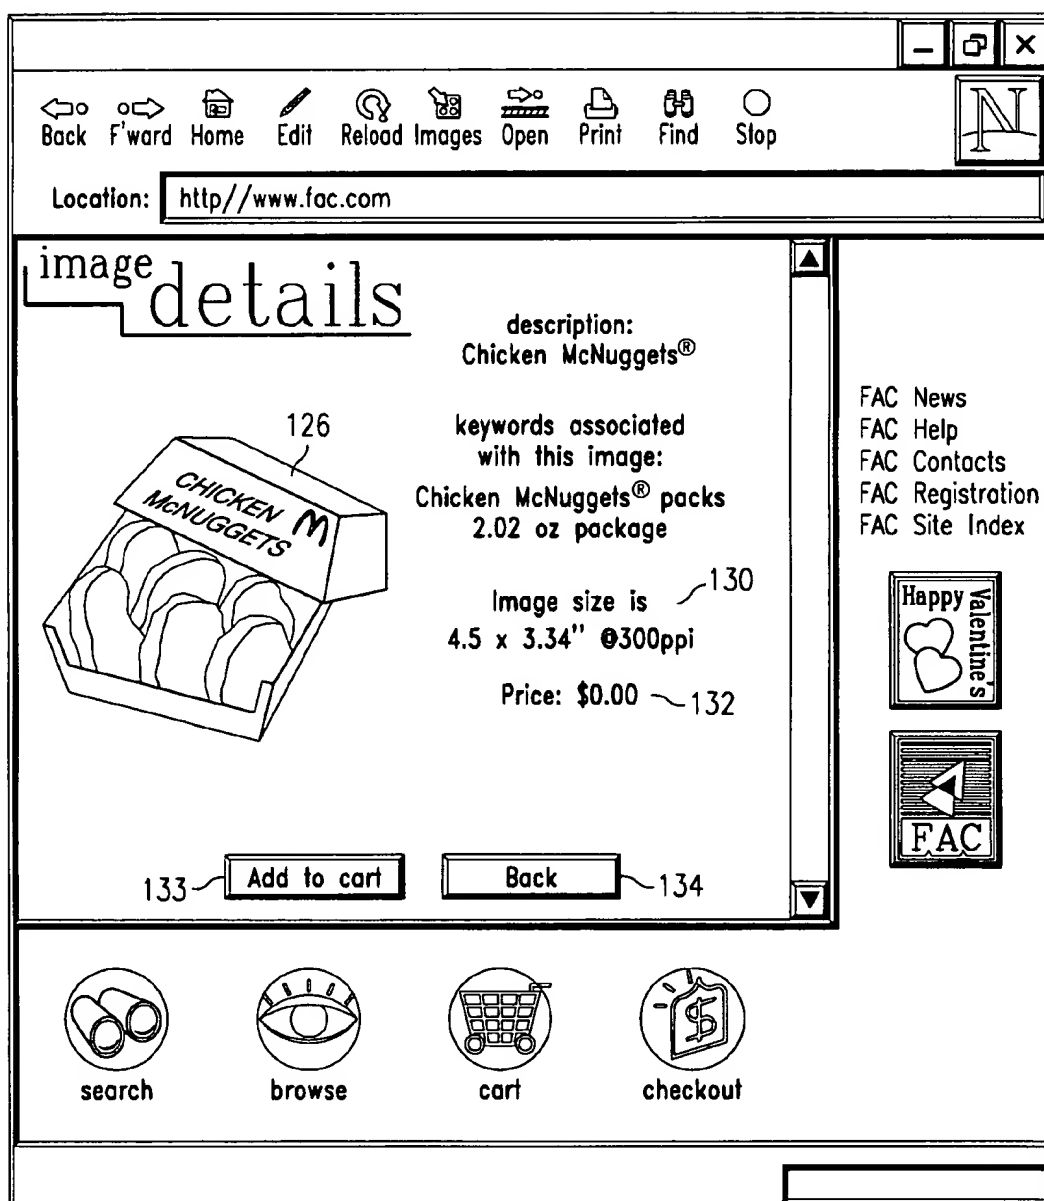 Back F'ward Home Edit Reload Images Open Print Find Stop
N
Location: http//www.fac.com
image
details
description:
Chicken McNuggets®
126
keywords associated
with this image:
CHICKEN
McNUGGETS
M
Chicken McNuggets® packs
2.02 oz package
130
Image size is
4.5 x 3.34" @300ppi
Price: $0.00
132
133
Add to cart
Back
134
FAC News
FAC Help
FAC Contacts
FAC Registration
FAC Site Index
Happy
Valentine's
FAC
$
search browse cart checkout